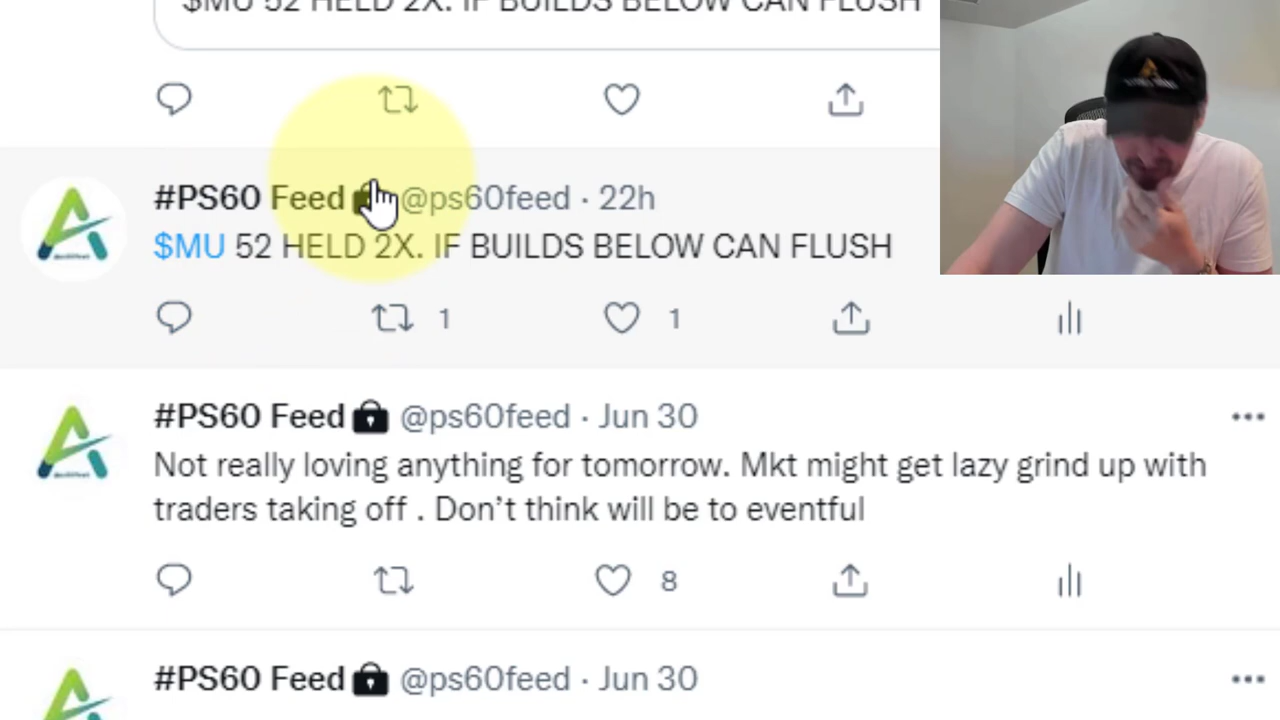 $MU 52 HELD 2X. IF BUILDS BELOW CAN FLUSH
#PS60 Feed @ps60feed · 22h
$MU 52 HELD 2X. IF BUILDS BELOW CAN FLUSH
1 1
#PS60 Feed @ps60feed · Jun 30
Not really loving anything for tomorrow. Mkt might get lazy grind up with
traders taking off . Don’t think will be to eventful
8
#PS60 Feed @ps60feed · Jun 30